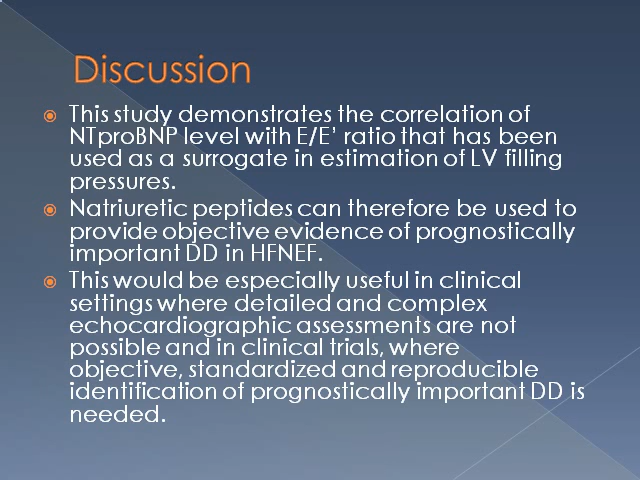 Discussion
This study demonstrates the correlation of
NTproBNP level with E/E’ ratio that has been
used as a surrogate in estimation of LV filling
pressures.
Natriuretic peptides can therefore be used to
provide objective evidence of prognostically
important DD in HFNEF.
This would be especially useful in clinical
settings where detailed and complex
echocardiographic assessments are not
possible and in clinical trials, where
objective, standardized and reproducible
identification of prognostically important DD is
needed.